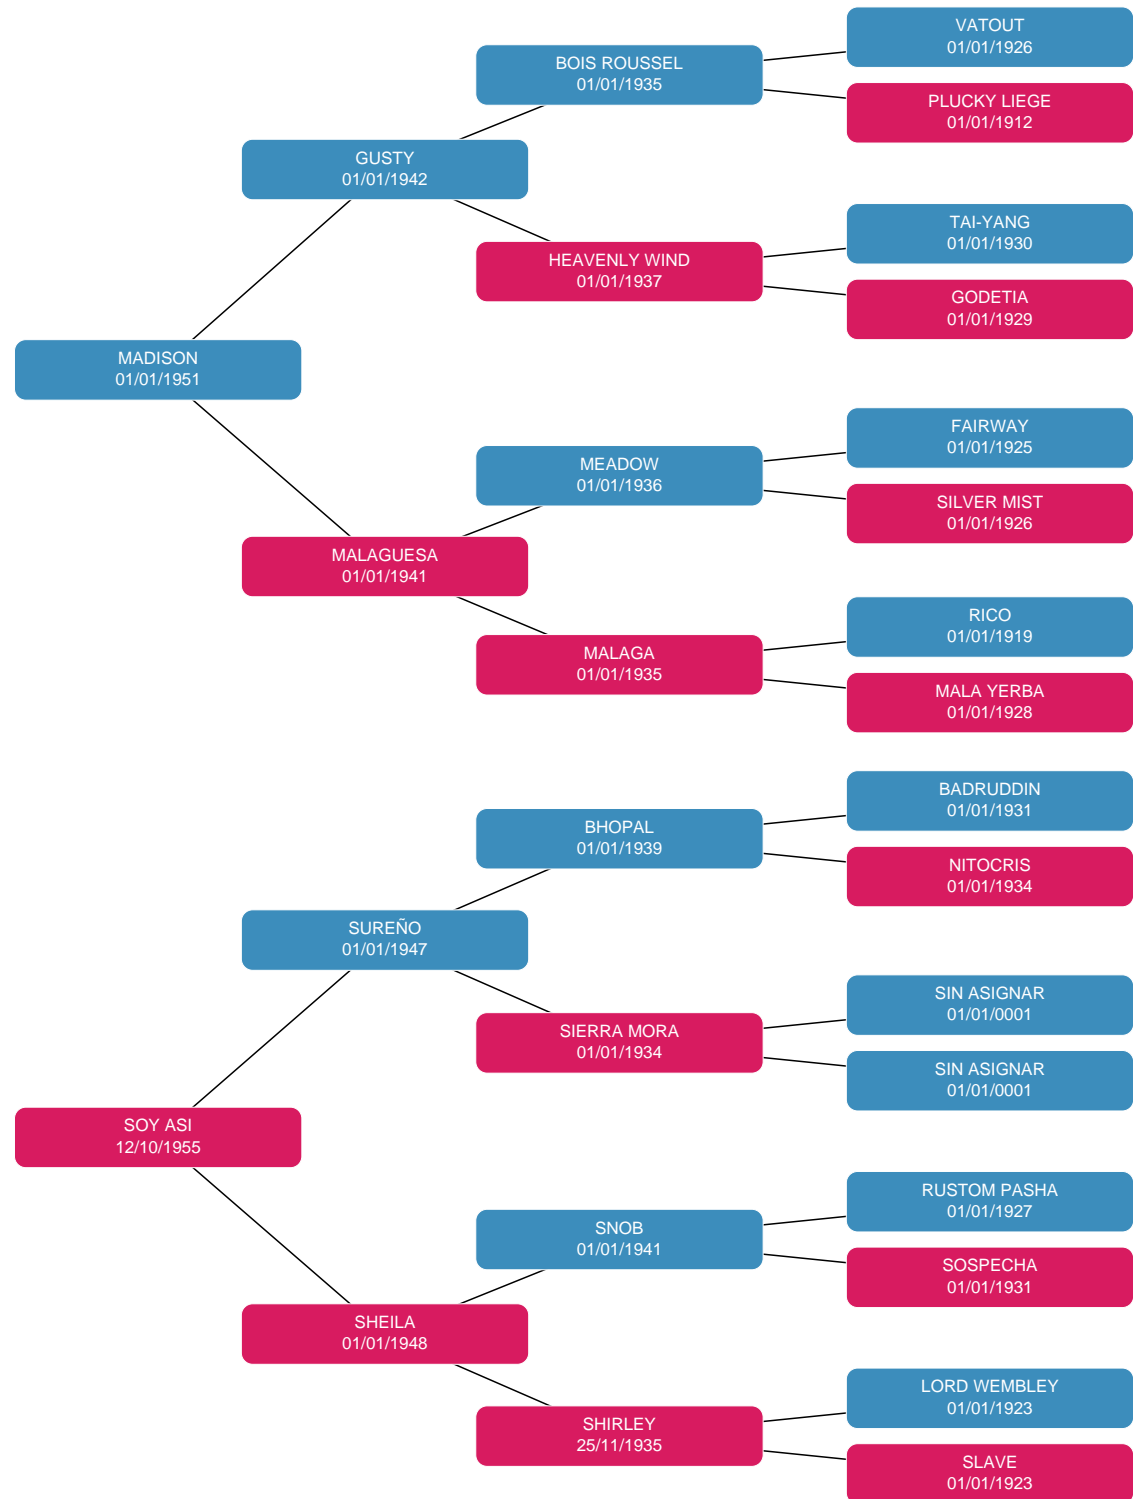 VATOUT
01/01/1926
BOIS ROUSSEL
01/01/1935
PLUCKY LIEGE
01/01/1912
GUSTY
01/01/1942
TAI-YANG
01/01/1930
HEAVENLY WIND
01/01/1937
GODETIA
01/01/1929
MADISON
01/01/1951
FAIRWAY
01/01/1925
MEADOW
01/01/1936
SILVER MIST
01/01/1926
MALAGUESA
01/01/1941
RICO
01/01/1919
MALAGA
01/01/1935
MALA YERBA
01/01/1928
BADRUDDIN
01/01/1931
BHOPAL
01/01/1939
NITOCRIS
01/01/1934
SUREÑO
01/01/1947
SIN ASIGNAR
01/01/0001
SIERRA MORA
01/01/1934
SIN ASIGNAR
01/01/0001
SOY ASI
12/10/1955
RUSTOM PASHA
01/01/1927
SNOB
01/01/1941
SOSPECHA
01/01/1931
SHEILA
01/01/1948
LORD WEMBLEY
01/01/1923
SHIRLEY
25/11/1935
SLAVE
01/01/1923